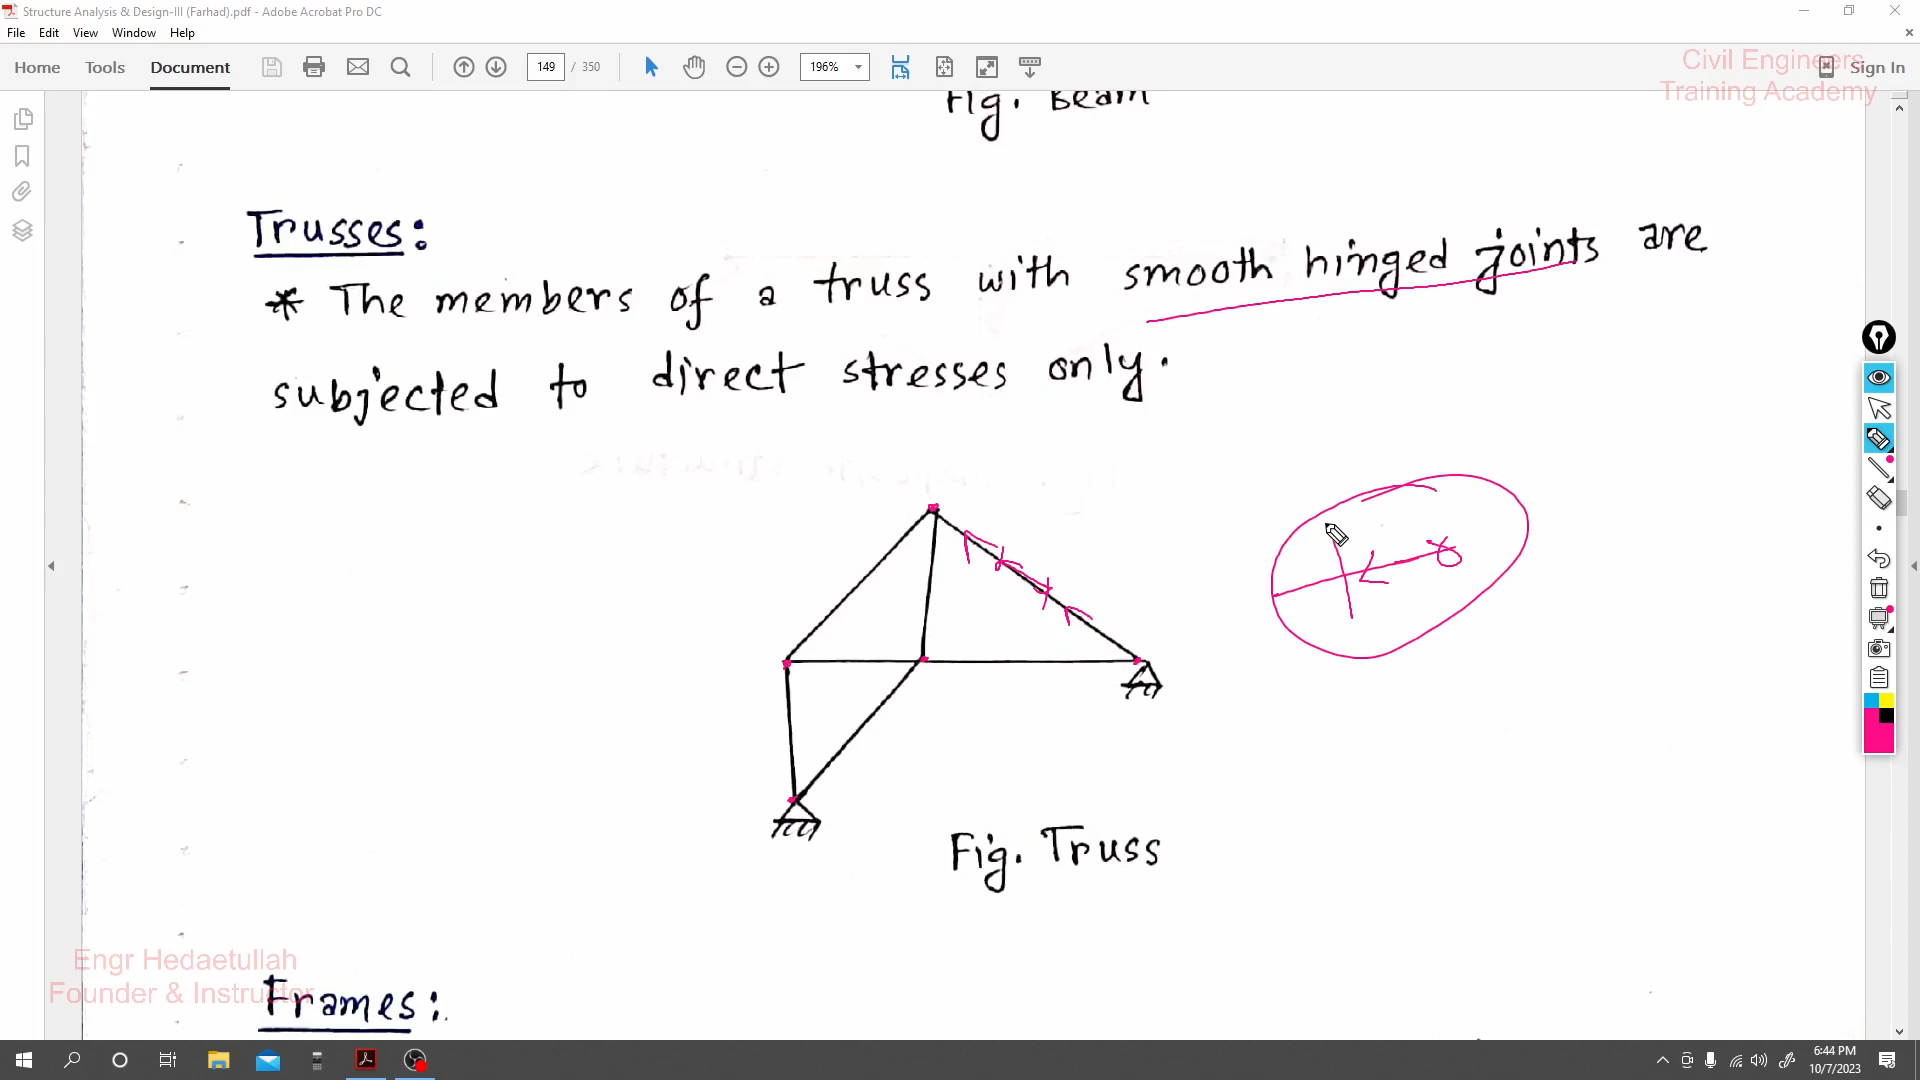 Structure Analysis & Design-III (Farhad).pdf - Adobe Acrobat Pro DC
File Edit View Window Help
Home Tools Document 149 / 350 196% Sign In
Civil Engineers
Training Academy
Fig. Beam
Trusses:
* The members of a truss with smooth hinged joints are
subjected to direct stresses only.
Fig. Truss
Engr Hedaetullah
Founder & Instructor
Frames:
6:44 PM
10/7/2023